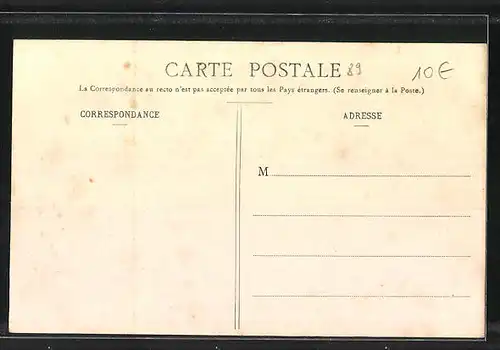 CARTE POSTALE 89
10€
La Correspondance au recto n'est pas acceptée par tous les Pays étrangers. (Se renseigner à la Poste.)
CORRESPONDANCE
ADRESSE
M